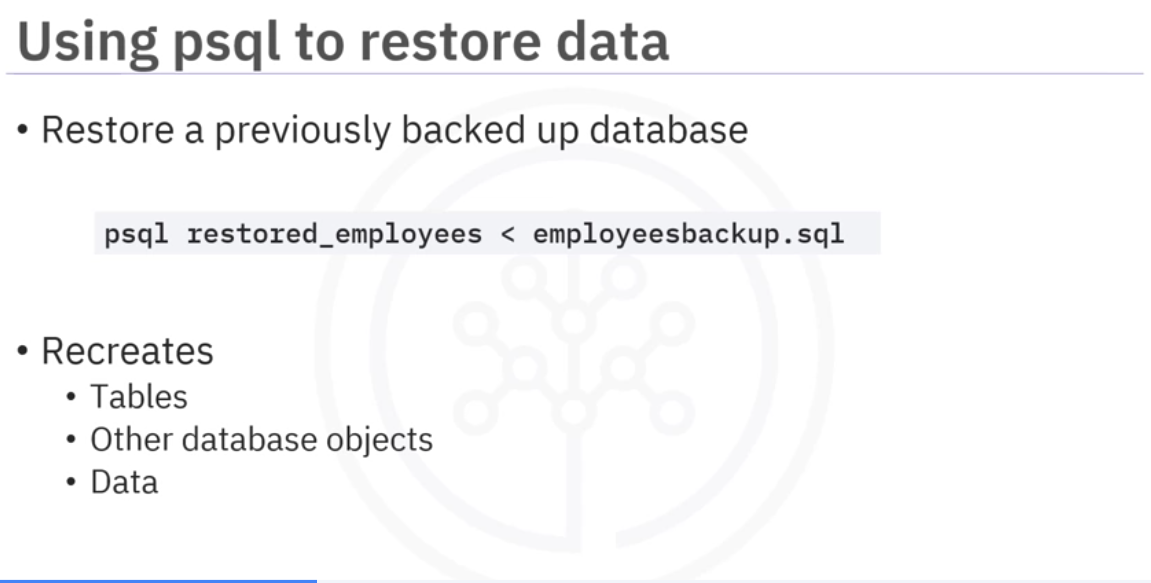 Using psql to restore data
• Restore a previously backed up database
psql restored_employees < employeesbackup.sql
• Recreates
• Tables
• Other database objects
• Data